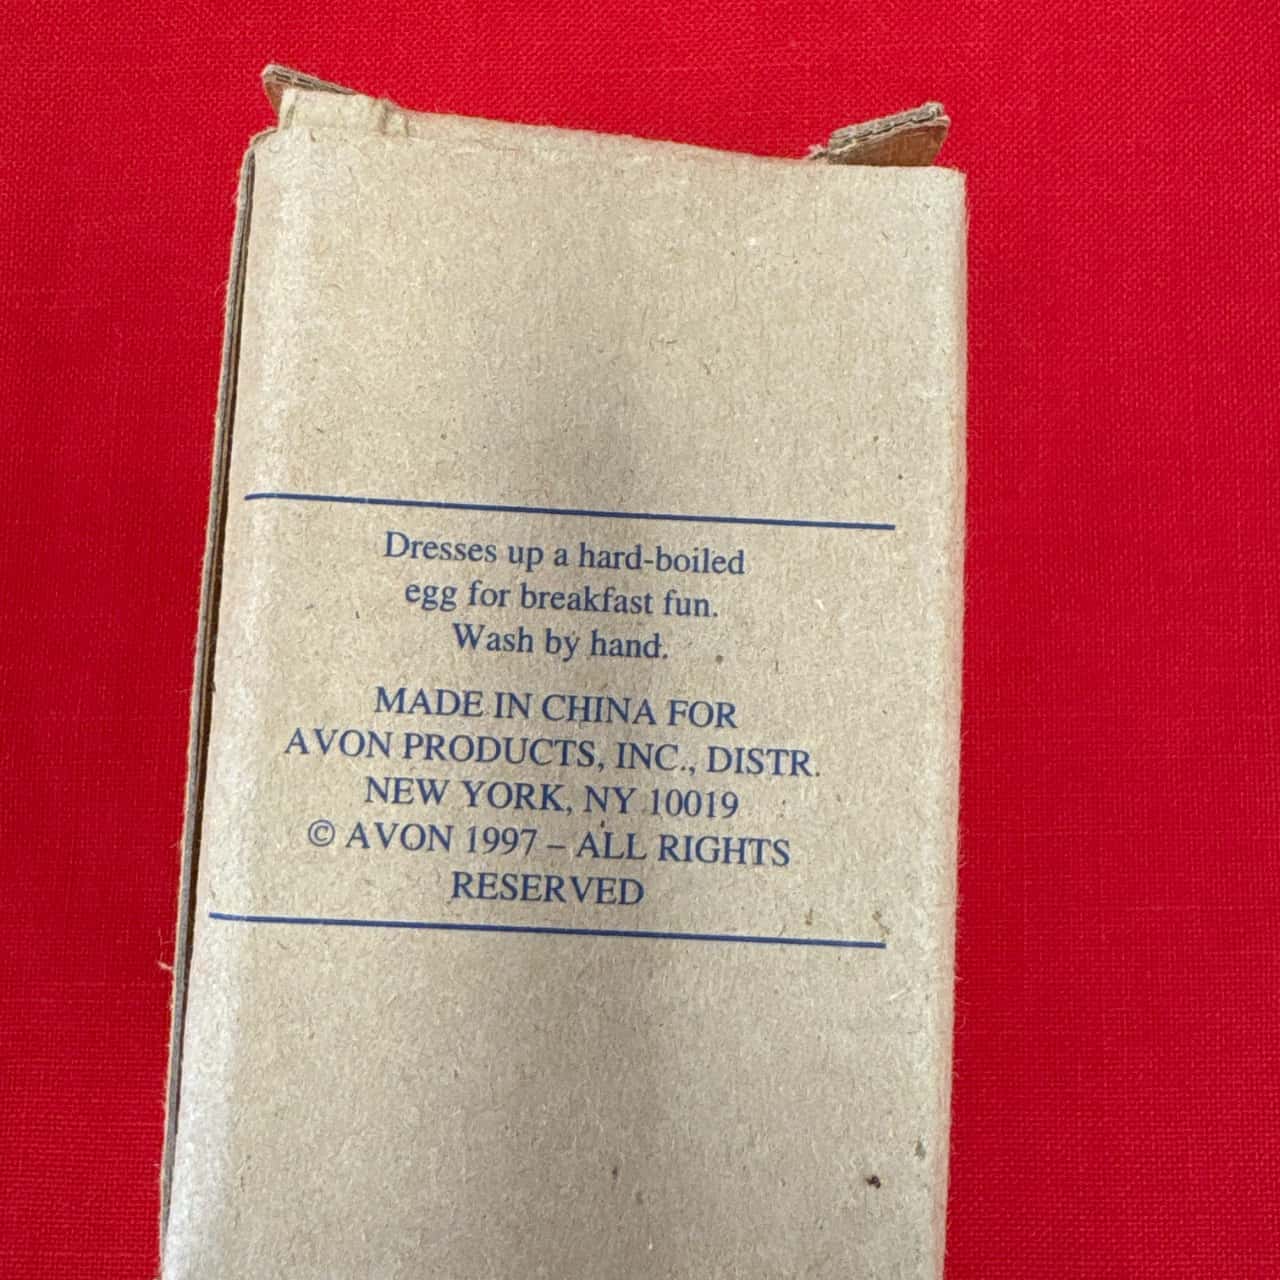 Dresses up a hard-boiled
egg for breakfast fun.
Wash by hand.
MADE IN CHINA FOR
AVON PRODUCTS, INC., DISTR.
NEW YORK, NY 10019
© AVON 1997 – ALL RIGHTS
RESERVED